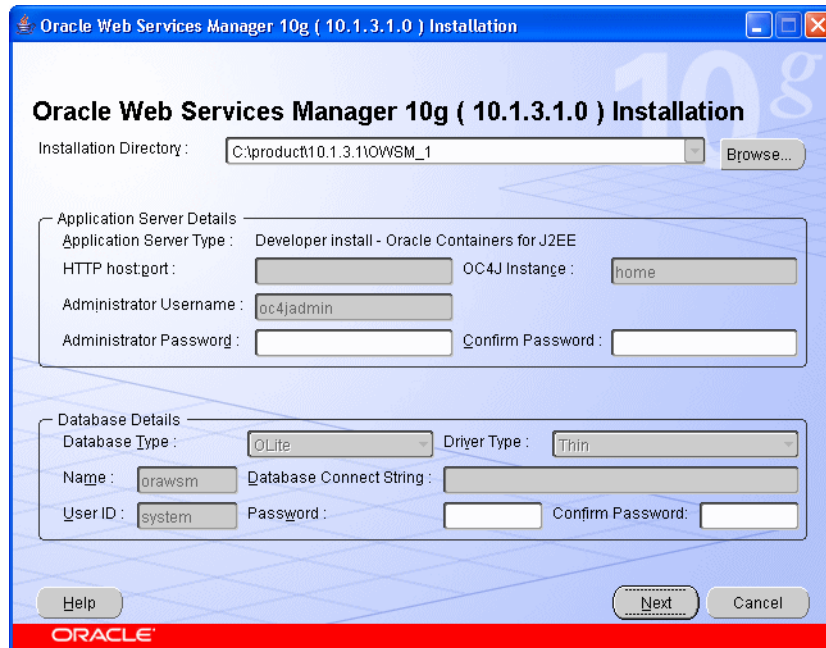 Oracle Web Services Manager 10g ( 10.1.3.1.0 ) Installation
10g
Oracle Web Services Manager 10g ( 10.1.3.1.0 ) Installation
Installation Directory : C:\product\10.1.3.1\OWSM_1 Browse...
Application Server Details
Application Server Type : Developer install - Oracle Containers for J2EE
HTTP host:port : OC4J Instance : home
Administrator Username : oc4jadmin
Administrator Password : Confirm Password :
Database Details
Database Type : OLite Driver Type : Thin
Name : orawsm Database Connect String :
User ID : system Password : Confirm Password:
Help Next Cancel
ORACLE